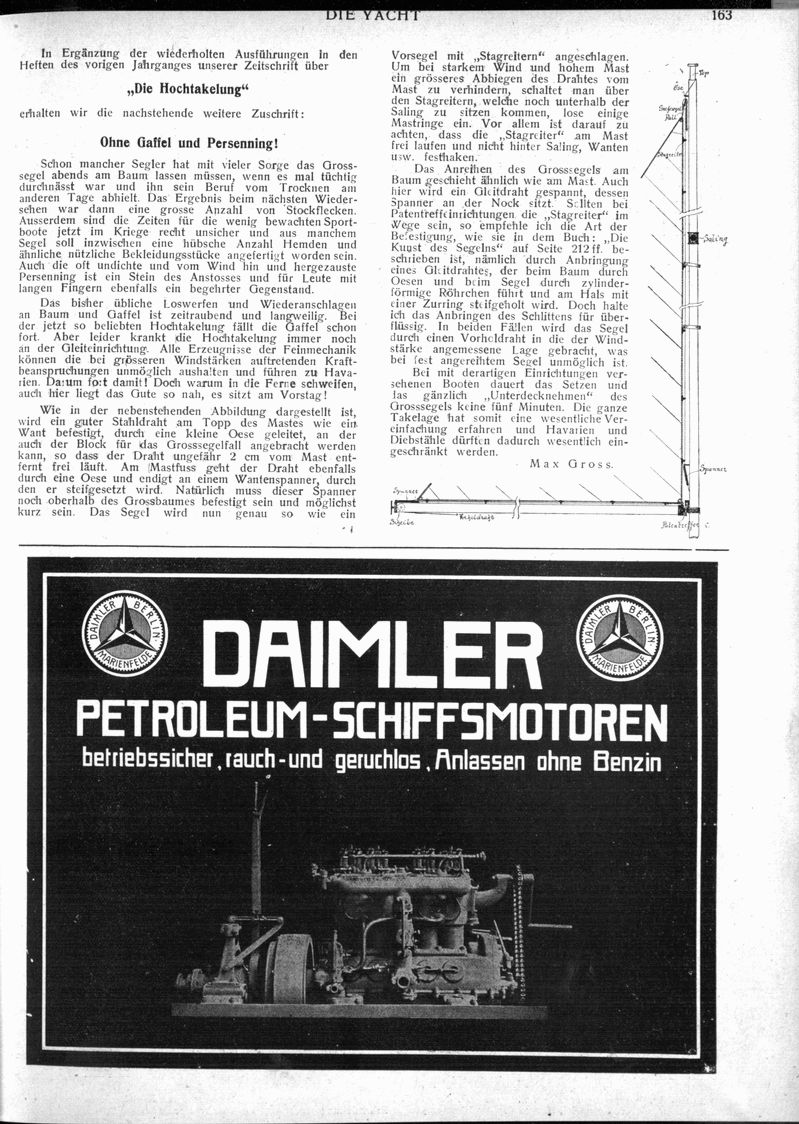 DIE YACHT
163
In Ergänzung der wiederholten Ausführungen in den
Heften des vorigen Jahrganges unserer Zeitschrift über
„Die Hochtakelung“
erhalten wir die nachstehende weitere Zuschrift:
Ohne Gaffel und Persenning!
Schon mancher Segler hat mit vieler Sorge das Gross-
segel abends am Baum lassen müssen, wenn es mal tüchtig
durchnässt war und ihn sein Beruf vom Trocknen am
anderen Tage abhielt. Das Ergebnis beim nächsten Wieder-
sehen war dann eine grosse Anzahl von Stockflecken.
Ausserdem sind die Zeiten für die wenig bewachten Sport-
boote jetzt im Kriege recht unsicher und aus manchem
Segel soll inzwischen eine hübsche Anzahl Hemden und
ähnliche nützliche Bekleidungsstücke angefertigt worden sein.
Auch die oft undichte und vom Wind hin und hergezauste
Persenning ist ein Stein des Anstosses und für Leute mit
langen Fingern ebenfalls ein begehrter Gegenstand.
Das bisher übliche Loswerfen und Wiederanschlagen
an Baum und Gaffel ist zeitraubend und langweilig. Bei
der jetzt so beliebten Hochtakelung fällt die Gaffel schon
fort. Aber leider krankt die Hochtakelung immer noch
an der Gleiteinrichtung. Alle Erzeugnisse der Feinmechanik
können die bei grösseren Windstärken auftretenden Kraft-
beanspruchungen unmöglich aushalten und führen zu Hava-
rien. Darum fort damit! Doch warum in die Ferne schweifen,
auch hier liegt das Gute so nah, es sitzt am Vorstag!
Wie in der nebenstehenden Abbildung dargestellt ist,
wird ein guter Stahldraht am Topp des Mastes wie ein
Want befestigt, durch eine kleine Oese geleitet, an der
auch der Block für das Grosssegelfall angebracht werden
kann, so dass der Draht ungefähr 2 cm vom Mast ent-
fernt frei läuft. Am Mastfuss geht der Draht ebenfalls
durch eine Oese und endigt an einem Wantenspanner, durch
den er steifgesetzt wird. Natürlich muss dieser Spanner
noch oberhalb des Grossbaumes befestigt sein und möglichst
kurz sein. Das Segel wird nun genau so wie ein
Vorsegel mit „Stagreitern“ angeschlagen.
Um bei starkem Wind und hohem Mast
ein grösseres Abbiegen des Drahtes vom
Mast zu verhindern, schaltet man über
den Stagreitern, welche noch unterhalb der
Saling zu sitzen kommen, lose einige
Mastringe ein. Vor allem ist darauf zu
achten, dass die „Stagreiter“ am Mast
frei laufen und nicht hinter Saling, Wanten
usw. festhaken.
Das Anreihen des Grosssegels am
Baum geschieht ähnlich wie am Mast. Auch
hier wird ein Gleitdraht gespannt, dessen
Spanner an der Nock sitzt. Sollten bei
Patentreffeinrichtungen die „Stagreiter“ im
Wege sein, so empfehle ich die Art der
Befestigung, wie sie in dem Buch: „Die
Kunst des Segelns“ auf Seite 212 ff. be-
schrieben ist, nämlich durch Anbringung
eines Gleitdrahtes, der beim Baum durch
Oesen und beim Segel durch zylinder-
förmige Röhrchen führt und am Hals mit
einer Zurring steifgeholt wird. Doch halte
ich das Anbringen des Schlittens für über-
flüssig. In beiden Fällen wird das Segel
durch einen Vorholdraht in die der Wind-
stärke angemessene Lage gebracht, was
bei fest angereihtem Segel unmöglich ist.
Bei mit derartigen Einrichtungen ver-
sehenen Booten dauert das Setzen und
das gänzlich „Unterdecknehmen“ des
Grosssegels keine fünf Minuten. Die ganze
Takelage hat somit eine wesentliche Ver-
einfachung erfahren und Havarien und
Diebstähle dürften dadurch wesentlich ein-
geschränkt werden.
Max Gross.
Topp
Öse
Stagreiter
Saling
Spanner
Spanner
Scheibe
Vorholdraht
Patentreffer
DAIMLER BERLIN MARIENFELDE
DAIMLER
DAIMLER BERLIN MARIENFELDE
PETROLEUM-SCHIFFSMOTOREN
betriebssicher, rauch-und geruchlos, Anlassen ohne Benzin